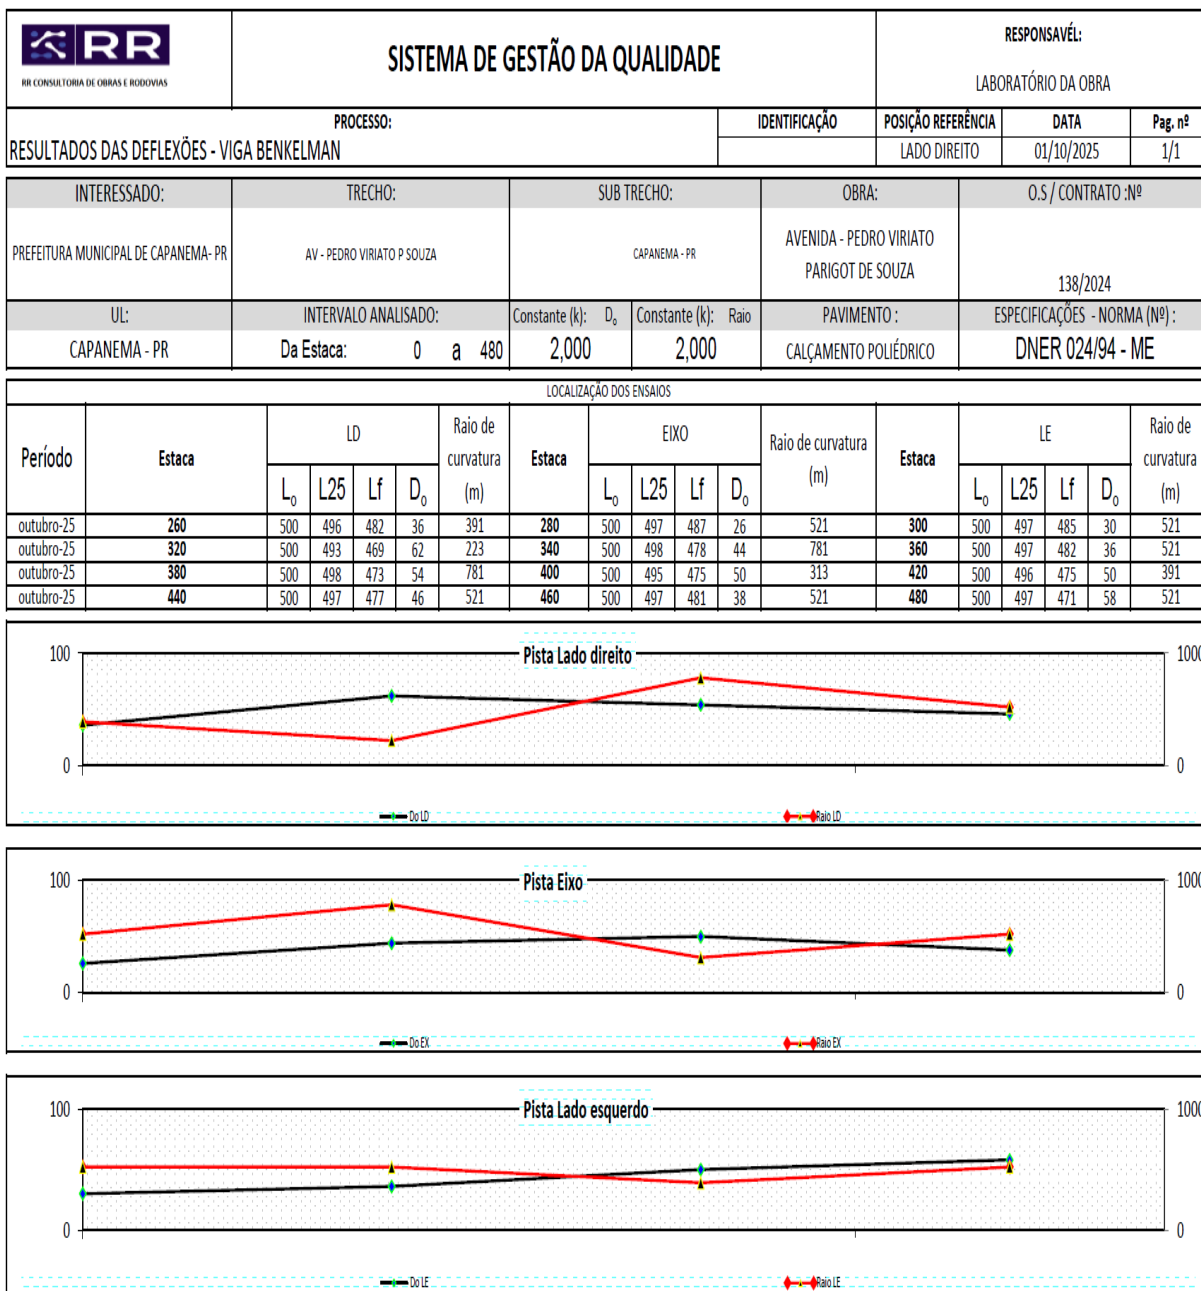 RR
RR CONSULTORIA DE OBRAS E RODOVIAS
SISTEMA DE GESTÃO DA QUALIDADE
RESPONSAVÉL:
LABORATÓRIO DA OBRA
PROCESSO:
RESULTADOS DAS DEFLEXÕES - VIGA BENKELMAN
IDENTIFICAÇÃO
POSIÇÃO REFERÊNCIA DATA Pag. nº
LADO DIREITO 01/10/2025 1/1
INTERESSADO: TRECHO: SUB TRECHO: OBRA: O.S / CONTRATO :Nº
PREFEITURA MUNICIPAL DE CAPANEMA- PR
AV - PEDRO VIRIATO P SOUZA
CAPANEMA - PR
AVENIDA - PEDRO VIRIATO
PARIGOT DE SOUZA
138/2024
UL: INTERVALO ANALISADO: Constante (k): Do Constante (k): Raio PAVIMENTO : ESPECIFICAÇÕES - NORMA (Nº) :
CAPANEMA - PR Da Estaca: 0 a 480 2,000 2,000 CALÇAMENTO POLIÉDRICO DNER 024/94 - ME
LOCALIZAÇÃO DOS ENSAIOS
Período Estaca LD Raio de curvatura (m) Estaca EIXO Raio de curvatura (m) Estaca LE Raio de curvatura (m)
Lo L25 Lf Do Lo L25 Lf Do Lo L25 Lf Do
outubro-25 260 500 496 482 36 391 280 500 497 487 26 521 300 500 497 485 30 521
outubro-25 320 500 493 469 62 223 340 500 498 478 44 781 360 500 497 482 36 521
outubro-25 380 500 498 473 54 781 400 500 495 475 50 313 420 500 496 475 50 391
outubro-25 440 500 497 477 46 521 460 500 497 481 38 521 480 500 497 471 58 521
Pista Lado direito
100 1000
0 0
Do LD Raio LD
Pista Eixo
100 1000
0 0
Do EX Raio EX
Pista Lado esquerdo
100 1000
0 0
Do LE Raio LE